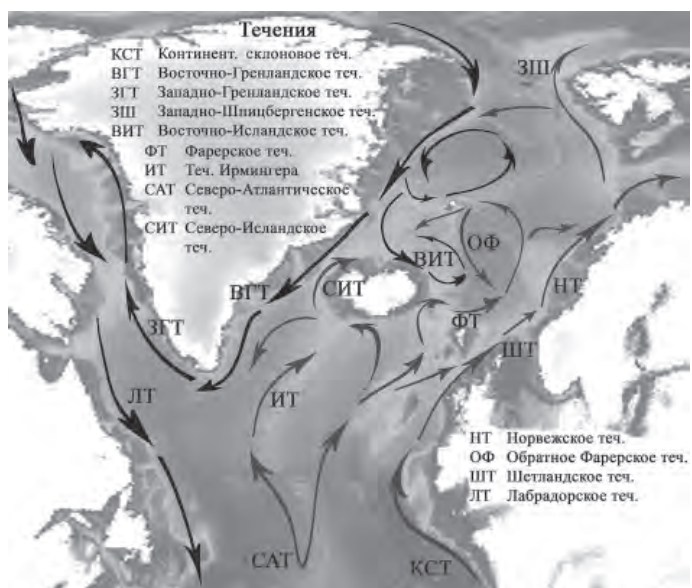 Течения
КСТ Континент. склоновое теч.
ВГТ Восточно-Гренландское теч.
ЗГТ Западно-Гренландское теч.
ЗШ Западно-Шпицбергенское теч.
ВИТ Восточно-Исландское теч.
ФТ Фарерское теч.
ИТ Теч. Ирмингера
САТ Северо-Атлантическое
теч.
СИТ Северо-Исландское
теч.
ЗШ
ОФ
ВИТ
ВГТ
СИТ
НТ
ФТ
ЗГТ
ШТ
ЛТ
ИТ
НТ Норвежское теч.
ОФ Обратное Фарерское теч.
ШТ Шетландское теч.
ЛТ Лабрадорское теч.
САТ
КСТ